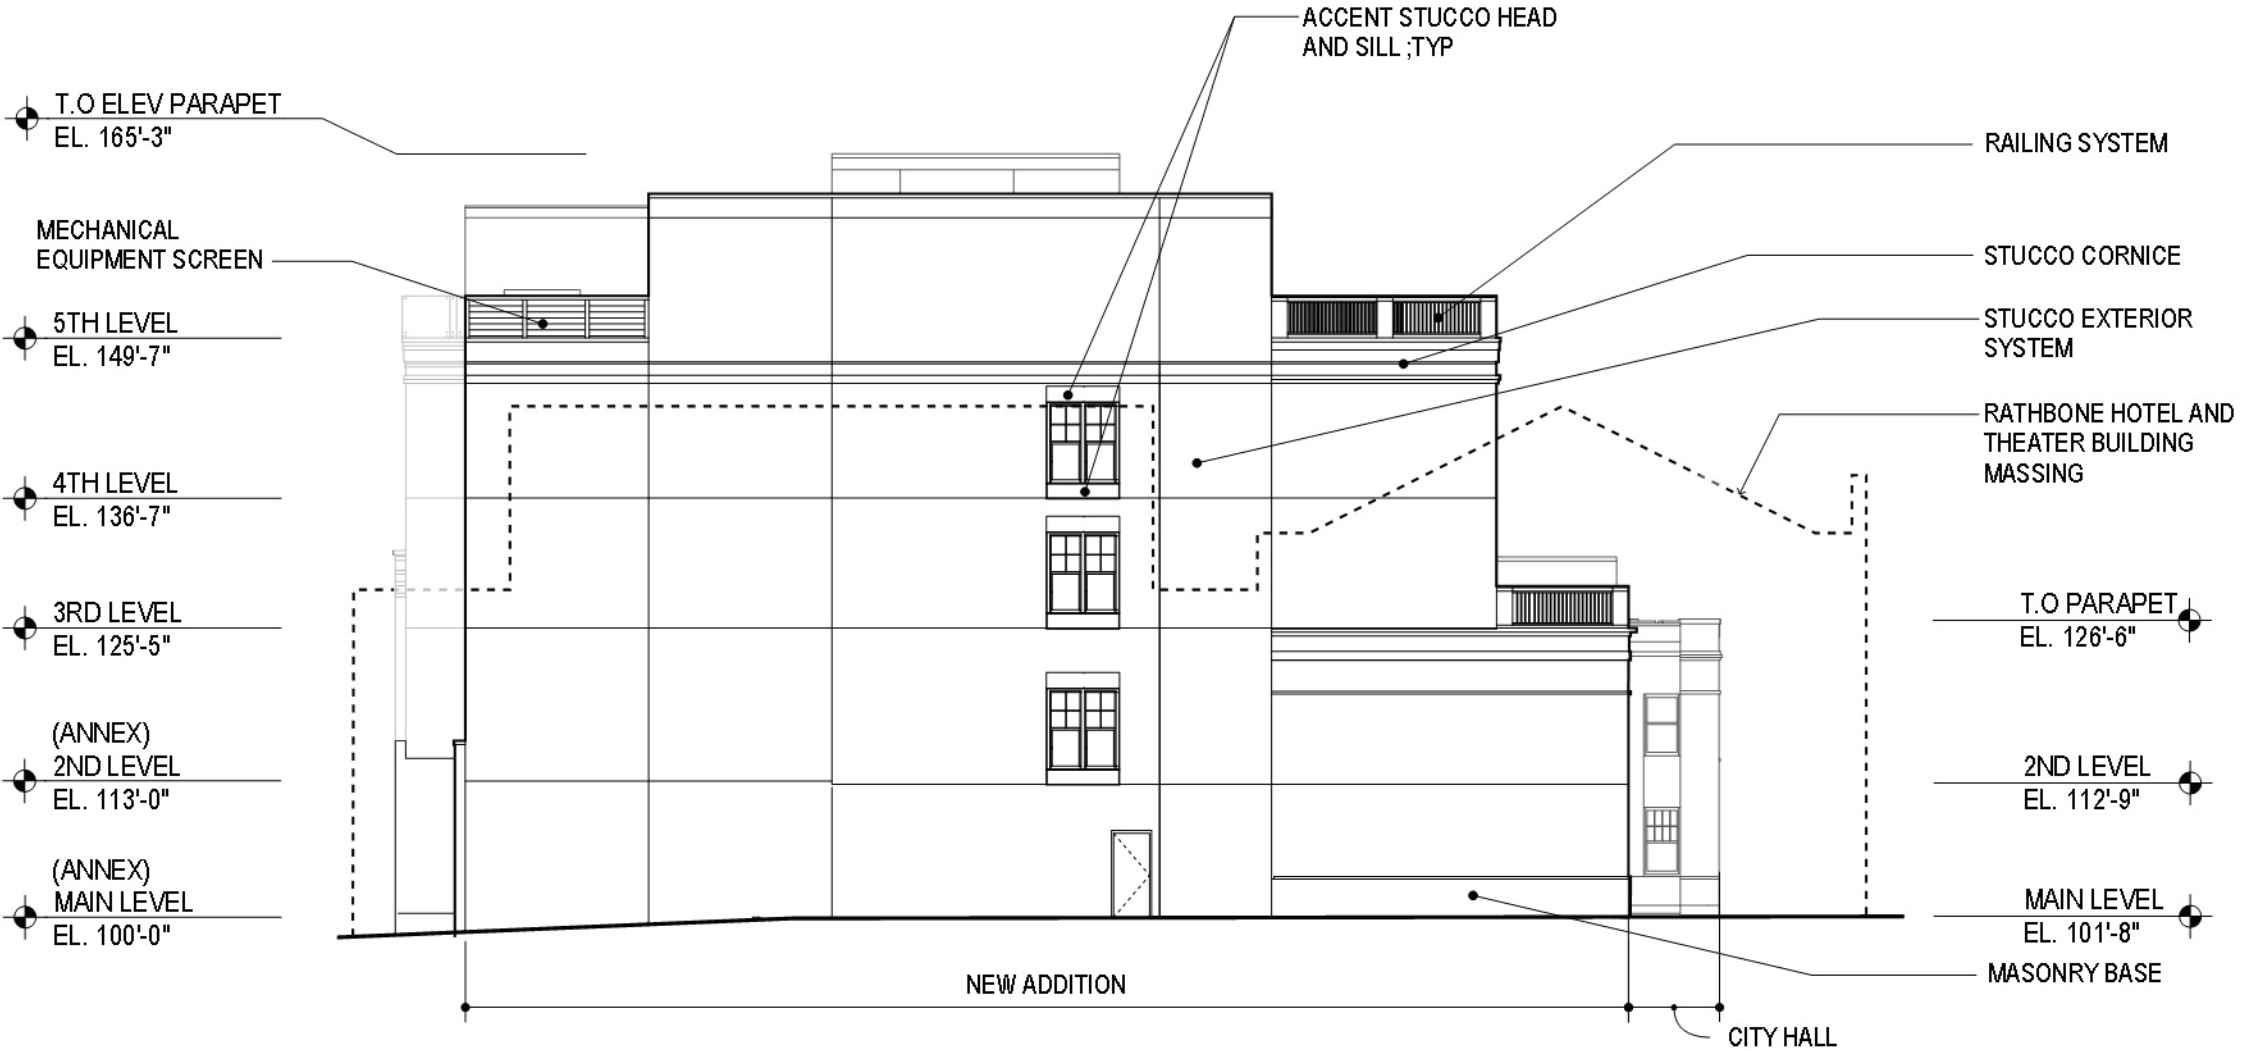 ACCENT STUCCO HEAD
AND SILL ;TYP
T.O ELEV PARAPET
EL. 165'-3"
RAILING SYSTEM
MECHANICAL
EQUIPMENT SCREEN
STUCCO CORNICE
5TH LEVEL
EL. 149'-7"
STUCCO EXTERIOR
SYSTEM
RATHBONE HOTEL AND
THEATER BUILDING
MASSING
4TH LEVEL
EL. 136'-7"
3RD LEVEL
EL. 125'-5"
T.O PARAPET
EL. 126'-6"
(ANNEX)
2ND LEVEL
EL. 113'-0"
2ND LEVEL
EL. 112'-9"
(ANNEX)
MAIN LEVEL
EL. 100'-0"
MAIN LEVEL
EL. 101'-8"
MASONRY BASE
NEW ADDITION
CITY HALL